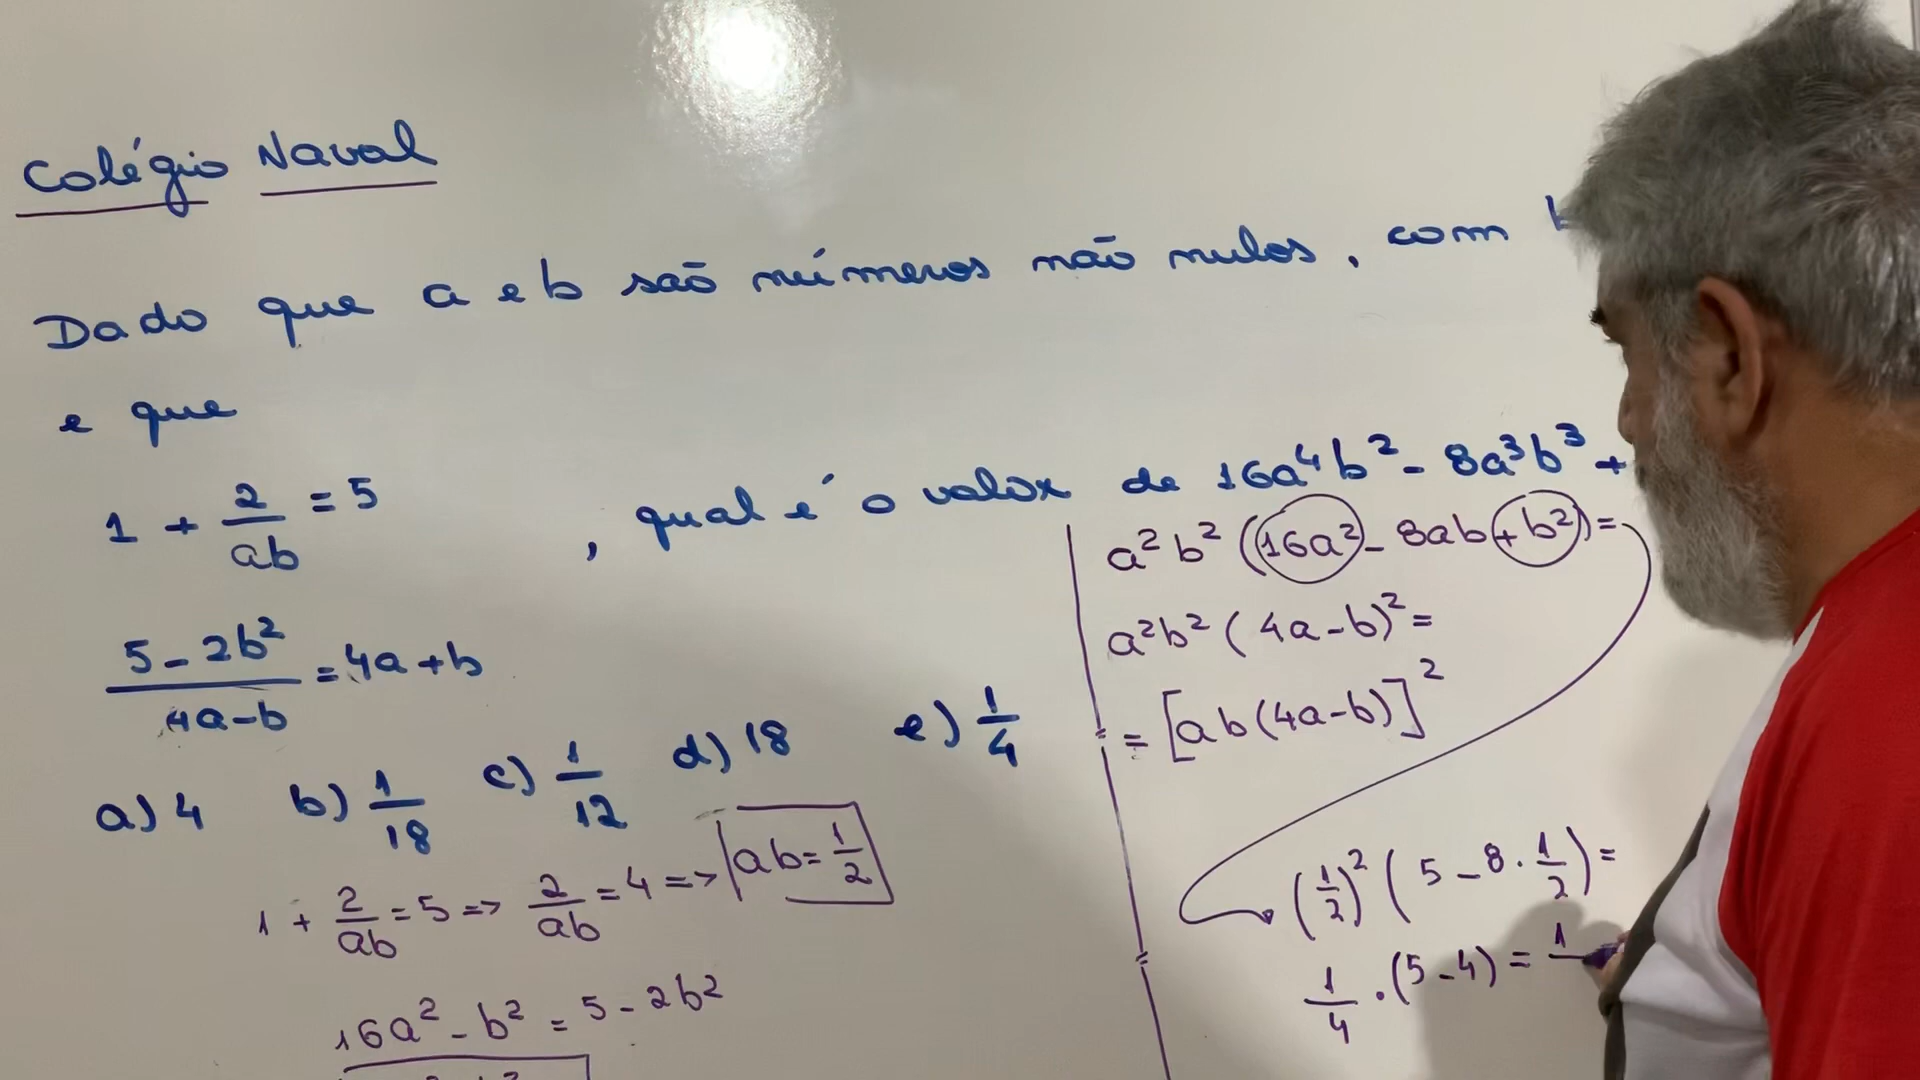 Colégio Naval
Dado que a e b são números não nulos, com
e que
1 + 2/ab = 5
, qual é o valor de 16a⁴b² - 8a³b³ +
(5 - 2b²)/(4a - b) = 4a + b
a) 4 b) 1/18 c) 1/12 d) 18 e) 1/4
1 + 2/ab = 5 => 2/ab = 4 => ab = 1/2
16a² - b² = 5 - 2b²
a²b² (16a² - 8ab + b²) =
a²b² (4a - b)² =
= [ab(4a - b)]²
(1/2)² (5 - 8 · 1/2) =
1/4 · (5 - 4) = 1